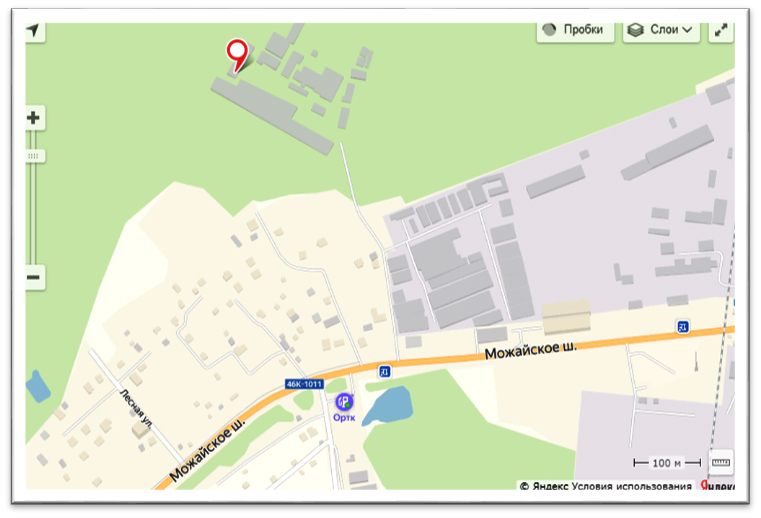 Пробки
Слои
Можайское ш.
46К-1011
Ортк
Лесная ул.
Можайское ш.
100 м
© Яндекс Условия использования